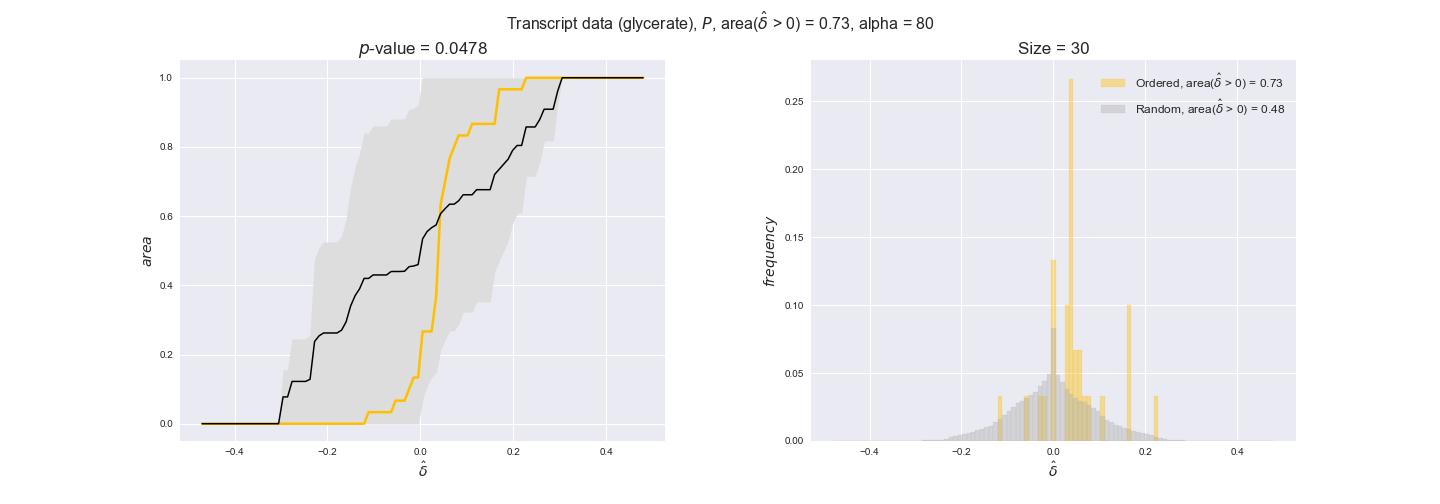 Transcript data (glycerate), P, area(δ̂ > 0) = 0.73, alpha = 80
p-value = 0.0478
1.0
0.8
0.6
0.4
0.2
0.0
area
−0.4 −0.2 0.0 0.2 0.4
δ̂
Size = 30
Ordered, area(δ̂ > 0) = 0.73
Random, area(δ̂ > 0) = 0.48
0.25
0.20
0.15
0.10
0.05
0.00
frequency
−0.4 −0.2 0.0 0.2 0.4
δ̂